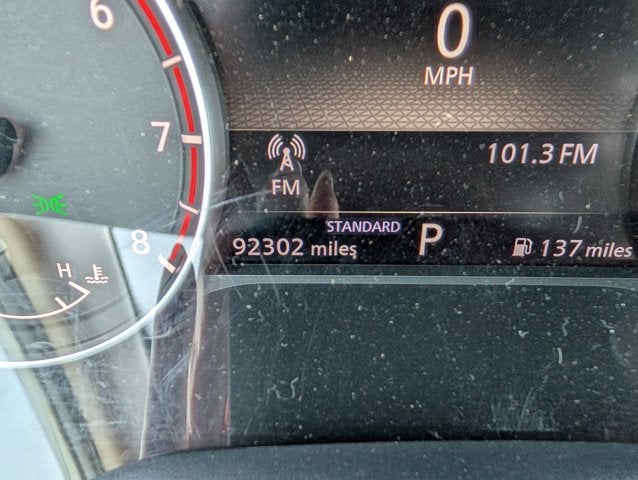 6
0
MPH
7
101.3 FM
FM
STANDARD
8
92302 miles P 137 miles
H